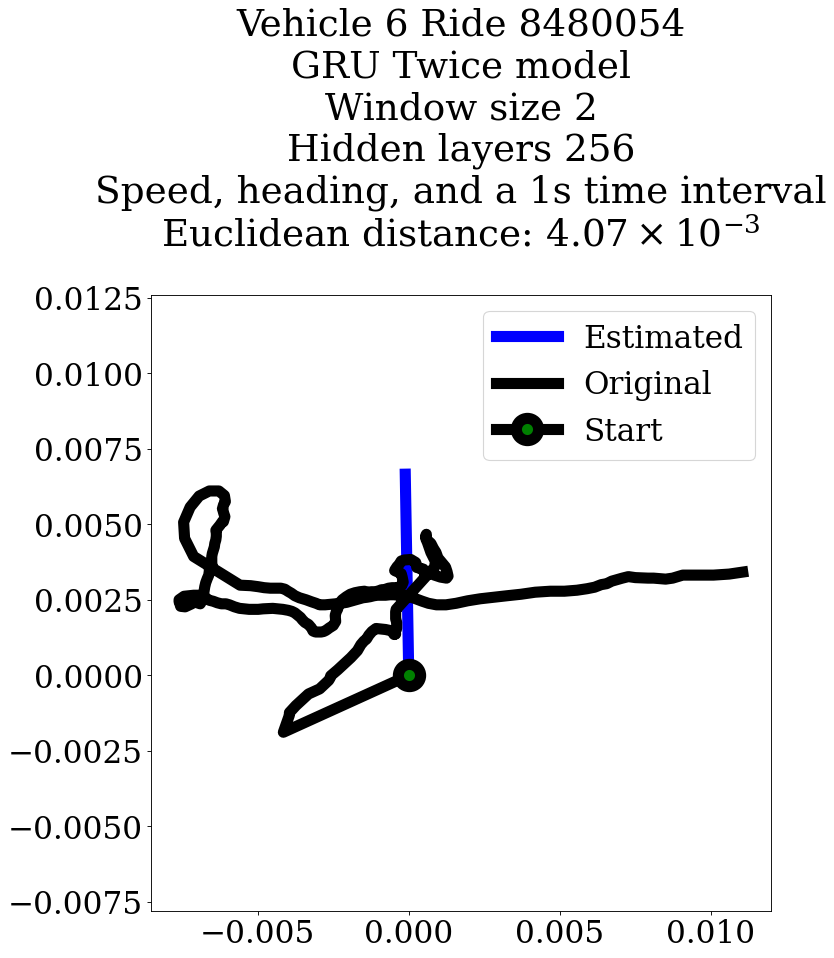 Vehicle 6 Ride 8480054
GRU Twice model
Window size 2
Hidden layers 256
Speed, heading, and a 1s time interval
Euclidean distance: 4.07 × 10⁻³
0.0125
0.0100
0.0075
0.0050
0.0025
0.0000
−0.0025
−0.0050
−0.0075
Estimated
Original
Start
−0.005 0.000 0.005 0.010